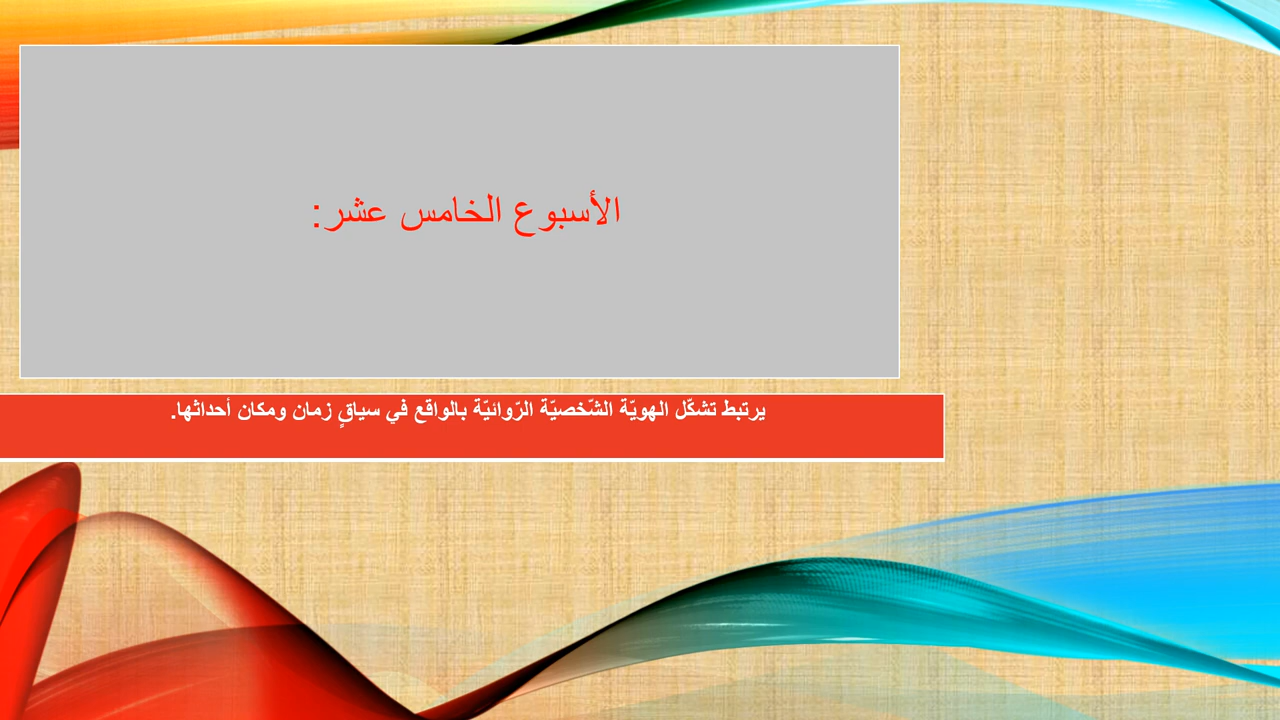 الأسبوع الخامس عشر:
يرتبط تشكّل الهويّة الشّخصيّة الرّوائيّة بالواقع في سياقٍ زمان ومكان أحداثها.